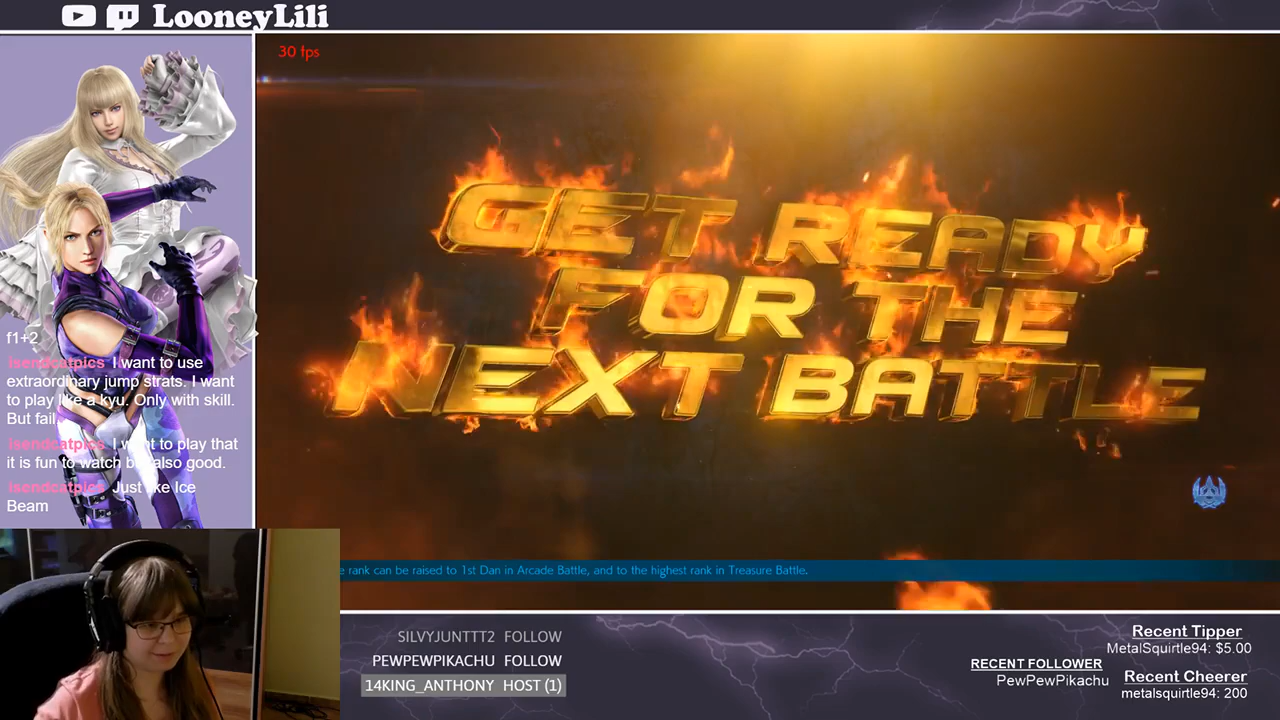 LooneyLili
30 fps
GET READY
FOR THE
NEXT BATTLE
f1+2
isendcatpics I want to use
extraordinary jump strats. I want
to play like a kyu. Only with skill.
But fail
isendcatpics I want to play that
it is fun to watch but also good.
isendcatpics Just like Ice
Beam
e rank can be raised to 1st Dan in Arcade Battle, and to the highest rank in Treasure Battle.
SILVYJUNTTT2 FOLLOW
PEWPEWPIKACHU FOLLOW
14KING_ANTHONY HOST (1)
Recent Tipper
MetalSquirtle94: $5.00
RECENT FOLLOWER
PewPewPikachu
Recent Cheerer
metalsquirtle94: 200